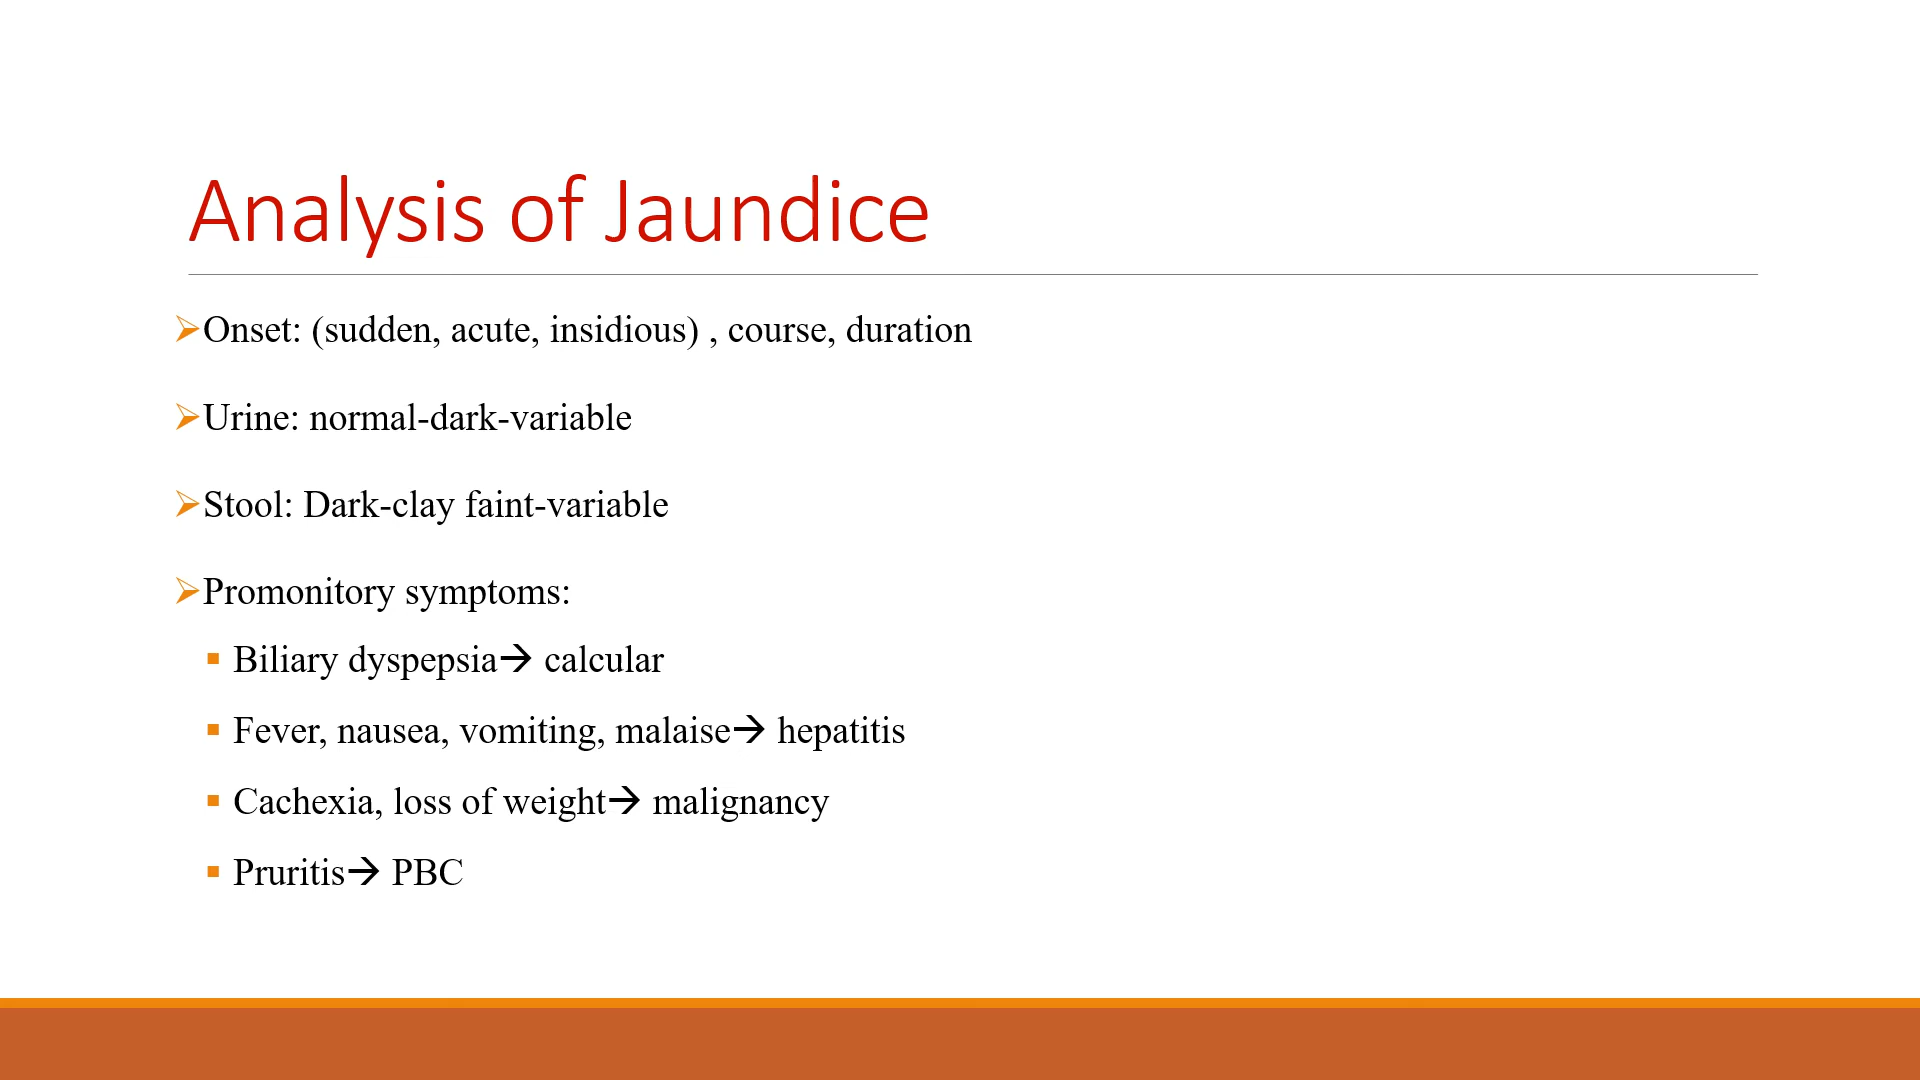 Analysis of Jaundice
➢Onset: (sudden, acute, insidious) , course, duration
➢Urine: normal-dark-variable
➢Stool: Dark-clay faint-variable
➢Promonitory symptoms:
▪ Biliary dyspepsia→ calcular
▪ Fever, nausea, vomiting, malaise→ hepatitis
▪ Cachexia, loss of weight→ malignancy
▪ Pruritis→ PBC